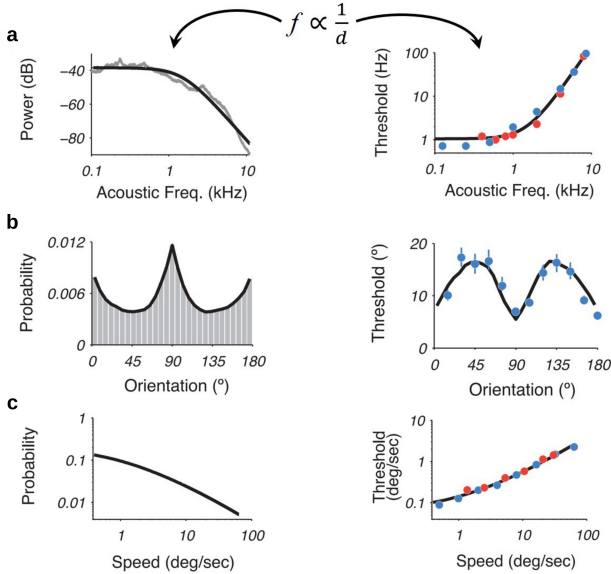 f ∝ 1/d
a
Power (dB)
−40
−60
−80
0.1
1
10
Acoustic Freq. (kHz)
Threshold (Hz)
100
10
1
0.1
1
10
Acoustic Freq. (kHz)
b
Probability
0.012
0.006
0
0
45
90
135
180
Orientation (º)
Threshold (º)
20
10
0
0
45
90
135
180
Orientation (º)
c
Probability
1
0.1
0.01
1
10
100
Speed (deg/sec)
Threshold
(deg/sec)
10
1
0.1
1
10
100
Speed (deg/sec)